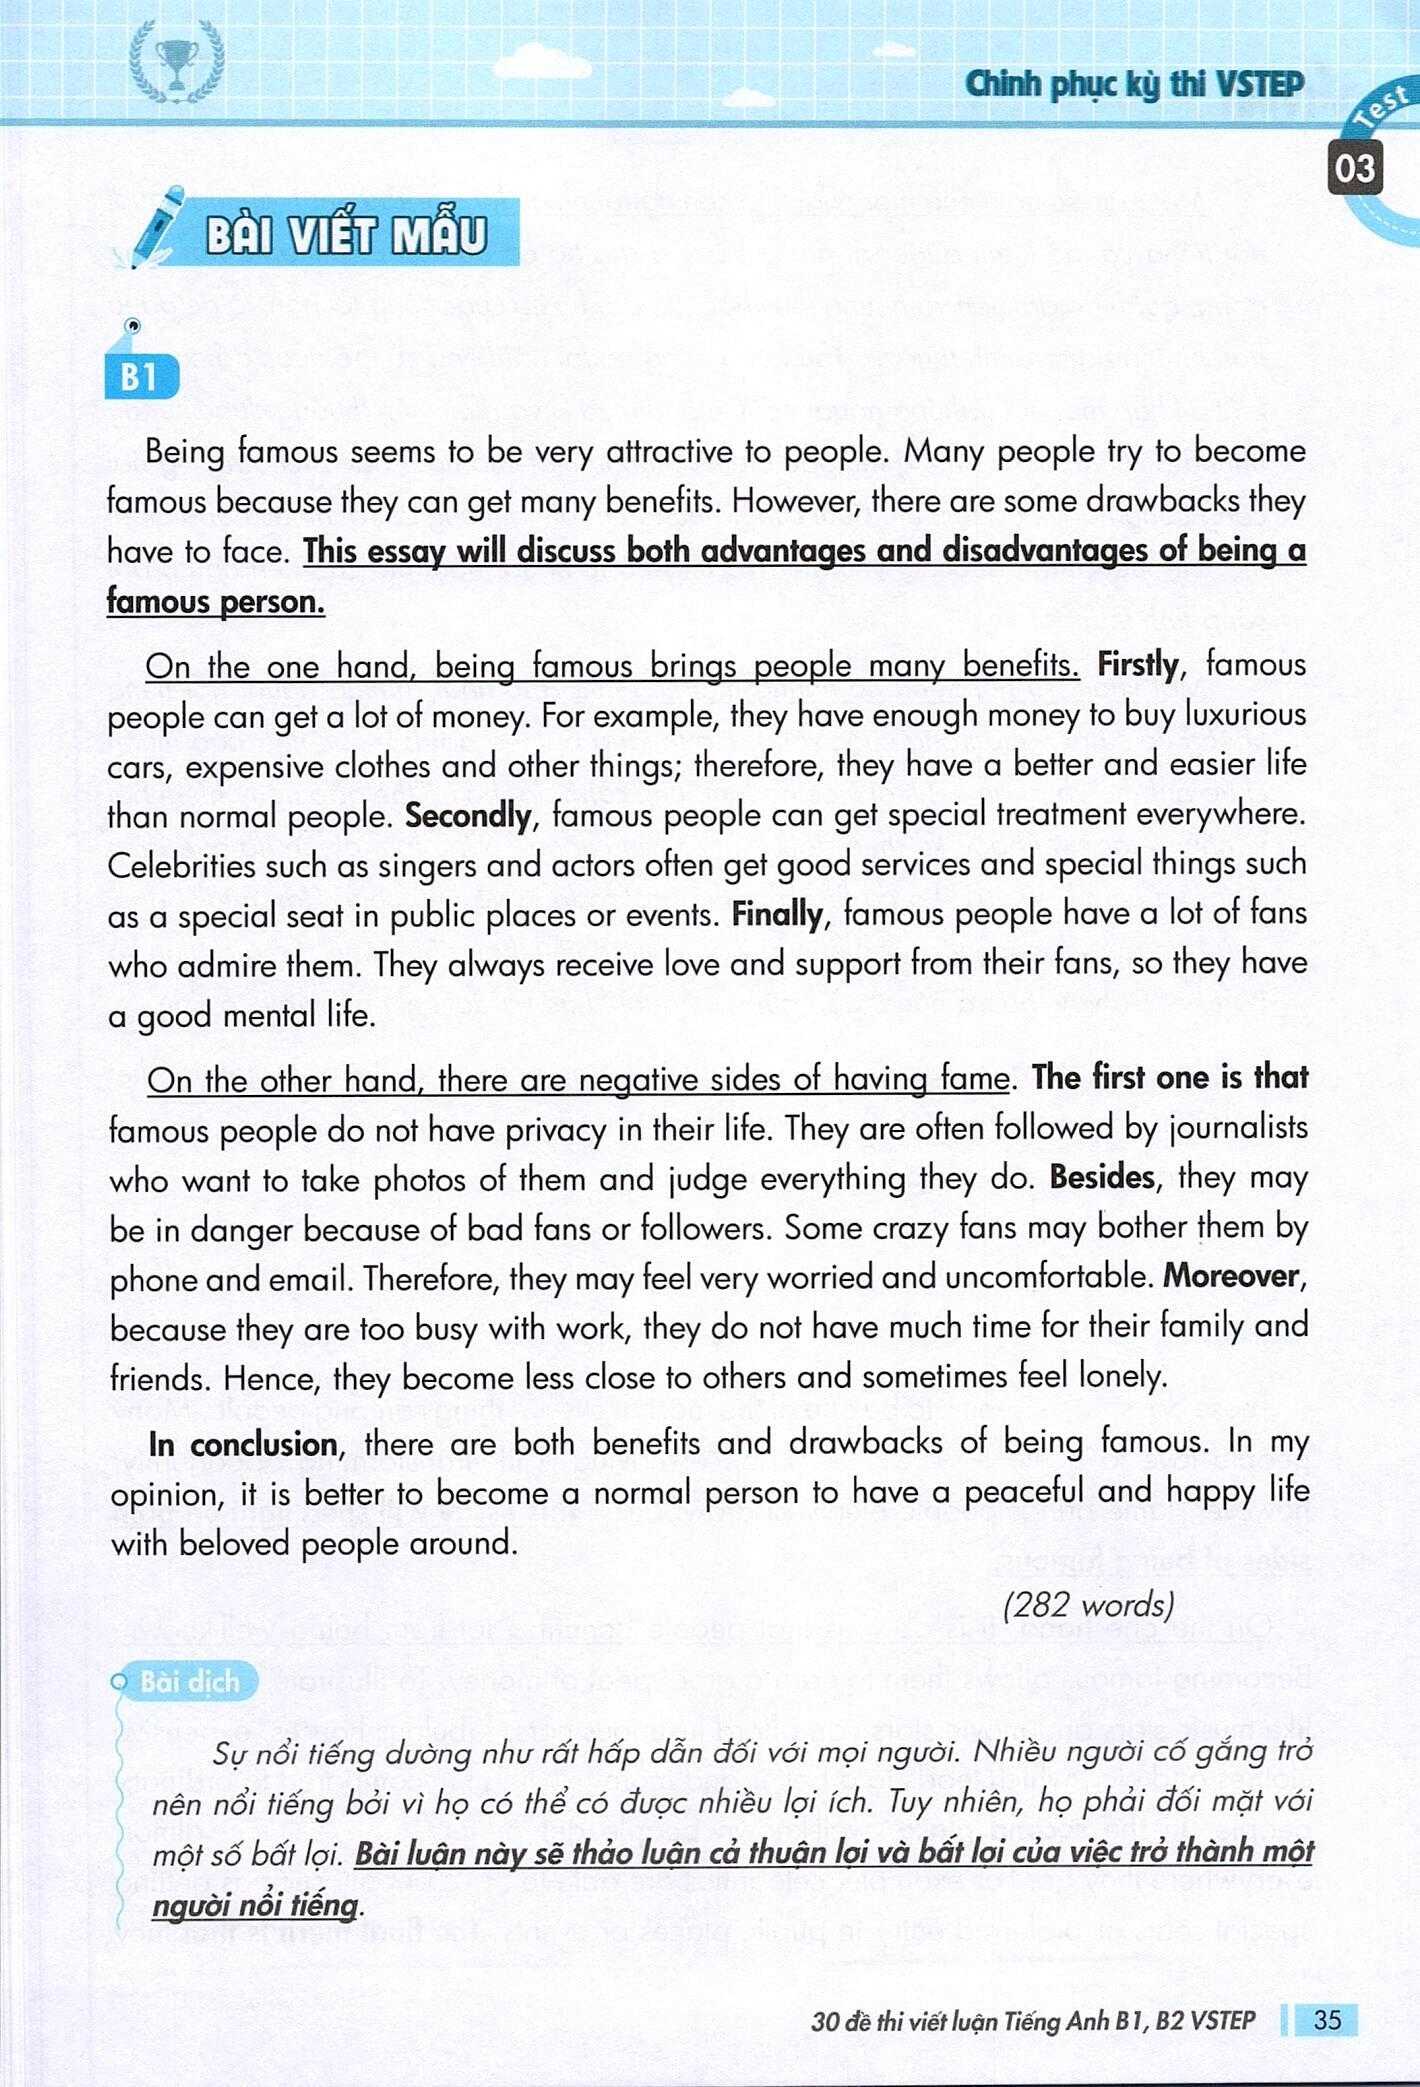 Chinh phục kỳ thi VSTEP
Test
03
BÀI VIẾT MẪU
B1
Being famous seems to be very attractive to people. Many people try to become
famous because they can get many benefits. However, there are some drawbacks they
have to face. This essay will discuss both advantages and disadvantages of being a
famous person.
On the one hand, being famous brings people many benefits. Firstly, famous
people can get a lot of money. For example, they have enough money to buy luxurious
cars, expensive clothes and other things; therefore, they have a better and easier life
than normal people. Secondly, famous people can get special treatment everywhere.
Celebrities such as singers and actors often get good services and special things such
as a special seat in public places or events. Finally, famous people have a lot of fans
who admire them. They always receive love and support from their fans, so they have
a good mental life.
On the other hand, there are negative sides of having fame. The first one is that
famous people do not have privacy in their life. They are often followed by journalists
who want to take photos of them and judge everything they do. Besides, they may
be in danger because of bad fans or followers. Some crazy fans may bother them by
phone and email. Therefore, they may feel very worried and uncomfortable. Moreover,
because they are too busy with work, they do not have much time for their family and
friends. Hence, they become less close to others and sometimes feel lonely.
In conclusion, there are both benefits and drawbacks of being famous. In my
opinion, it is better to become a normal person to have a peaceful and happy life
with beloved people around.
(282 words)
Bài dịch
Sự nổi tiếng dường như rất hấp dẫn đối với mọi người. Nhiều người cố gắng trở
nên nổi tiếng bởi vì họ có thể có được nhiều lợi ích. Tuy nhiên, họ phải đối mặt với
một số bất lợi. Bài luận này sẽ thảo luận cả thuận lợi và bất lợi của việc trở thành một
người nổi tiếng.
30 đề thi viết luận Tiếng Anh B1, B2 VSTEP 35